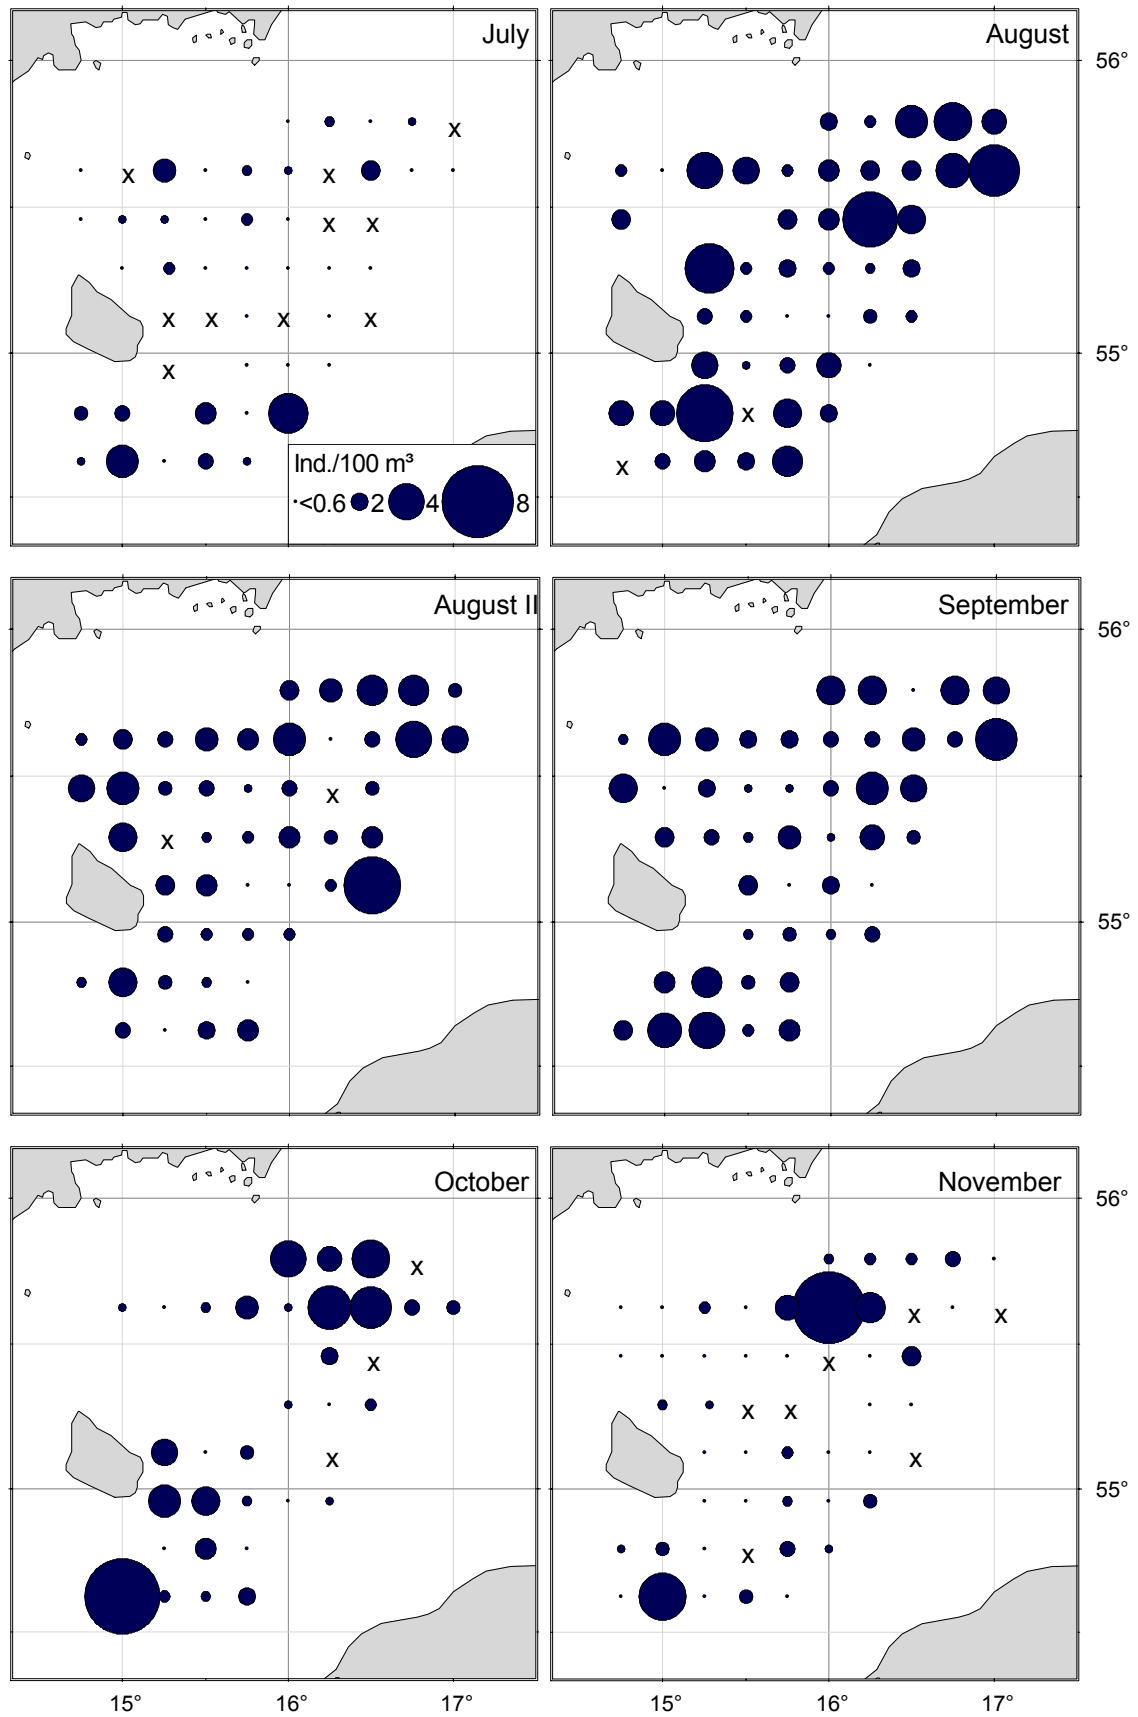 July
August
56°
x
x
x
x
x
x
x
x
x
55°
x
x
x
Ind./100 m³
<0.6
2
4
8
August II
September
56°
x
x
55°
October
November
56°
x
x
x
x
x
x
x
x
x
55°
x
15°
16°
17°
15°
16°
17°